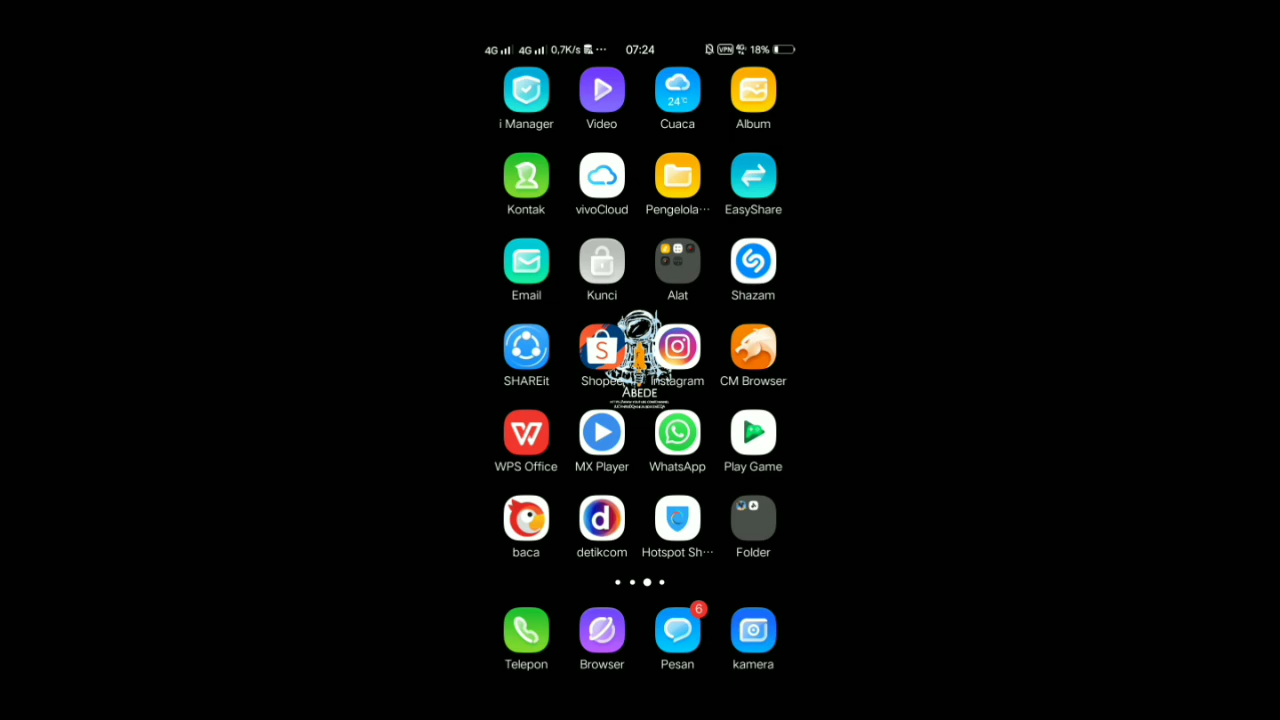 4G 4G 0,7K/s ··· 07:24 VPN 4G 18%
24°C
i Manager Video Cuaca Album
Kontak vivoCloud Pengelola··· EasyShare
Email Kunci Alat Shazam
S
SHAREit Shopee Instagram CM Browser
ABEDE
W
WPS Office MX Player WhatsApp Play Game
d
baca detikcom Hotspot Sh··· Folder
6
Telepon Browser Pesan kamera